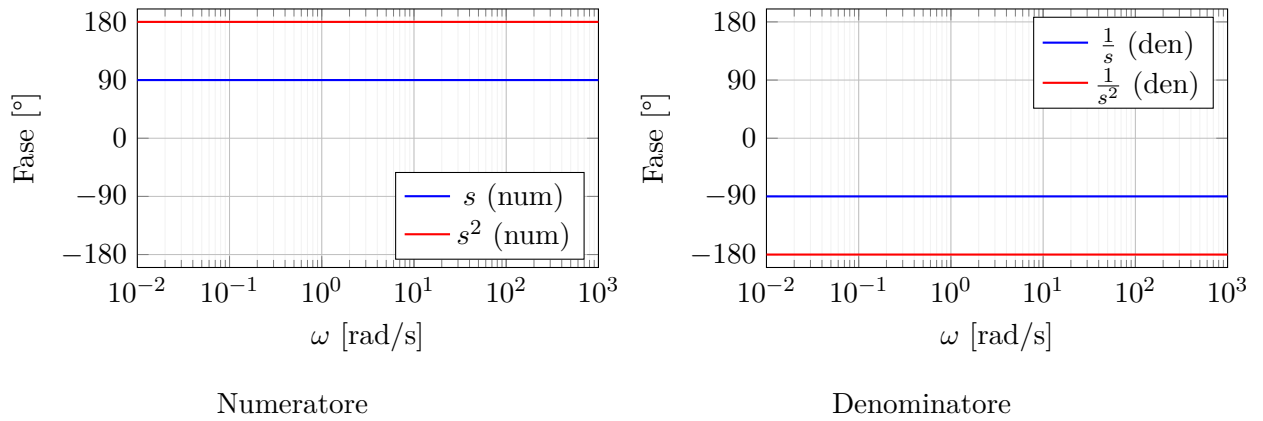 180
90
0
−90
−180
Fase [°]
s (num)
s² (num)
10⁻² 10⁻¹ 10⁰ 10¹ 10² 10³
ω [rad/s]
Numeratore
180
90
0
−90
−180
Fase [°]
1/s (den)
1/s² (den)
10⁻² 10⁻¹ 10⁰ 10¹ 10² 10³
ω [rad/s]
Denominatore